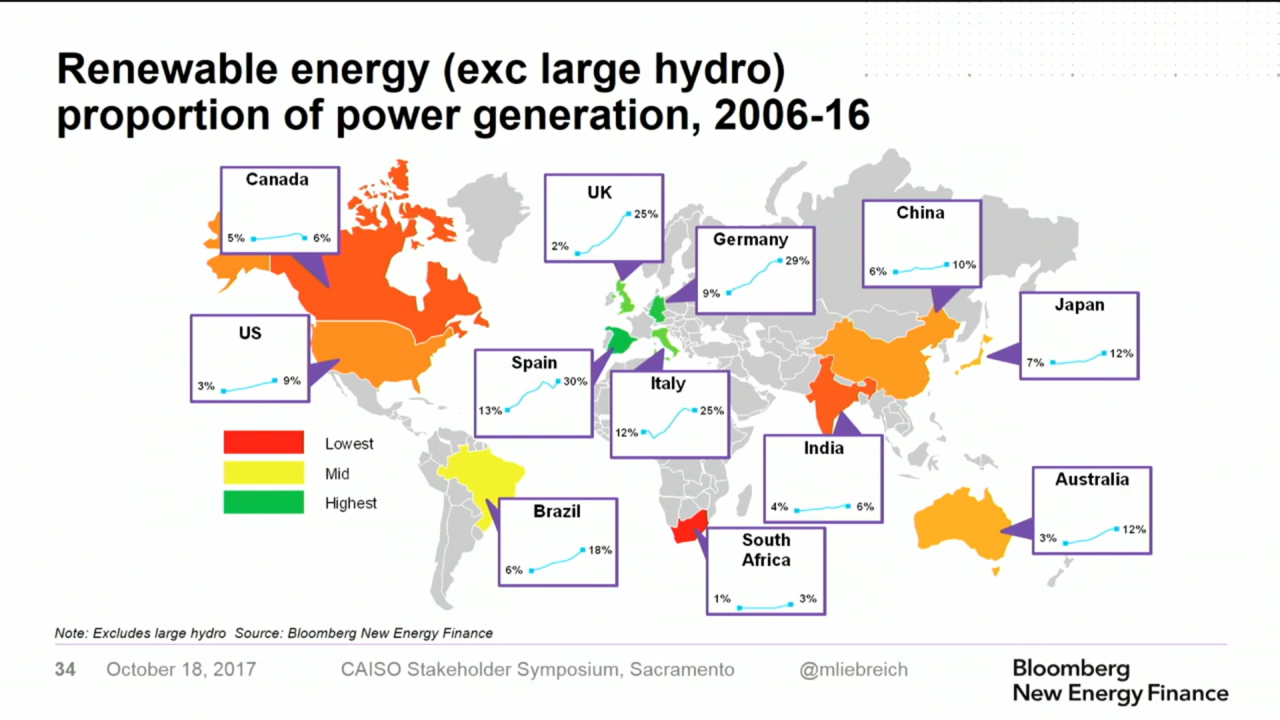 Renewable energy (exc large hydro)
proportion of power generation, 2006-16
Canada
5% 6%
UK
2% 25%
Germany
9% 29%
China
6% 10%
Japan
7% 12%
US
3% 9%
Spain
13% 30%
Italy
12% 25%
India
4% 6%
Lowest
Mid
Highest
Brazil
6% 18%
South
Africa
1% 3%
Australia
3% 12%
Note: Excludes large hydro Source: Bloomberg New Energy Finance
34 October 18, 2017 CAISO Stakeholder Symposium, Sacramento @mliebreich
Bloomberg
New Energy Finance